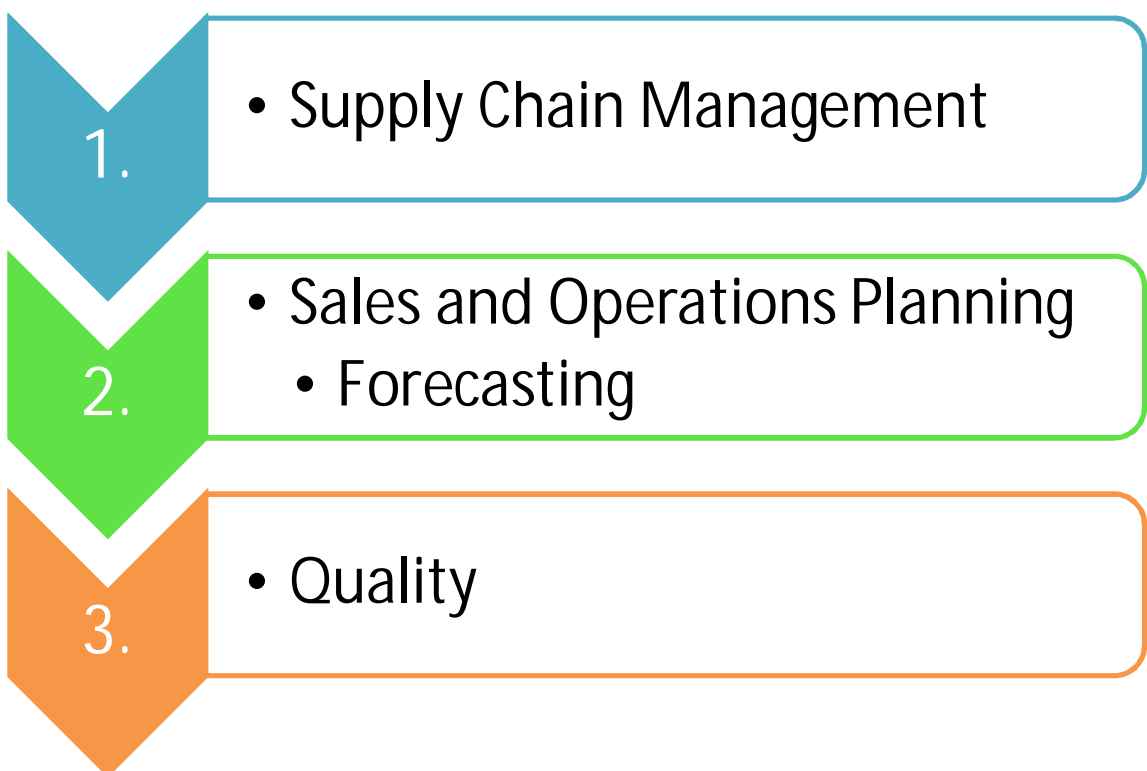 1.
• Supply Chain Management
2.
• Sales and Operations Planning
• Forecasting
3.
• Quality